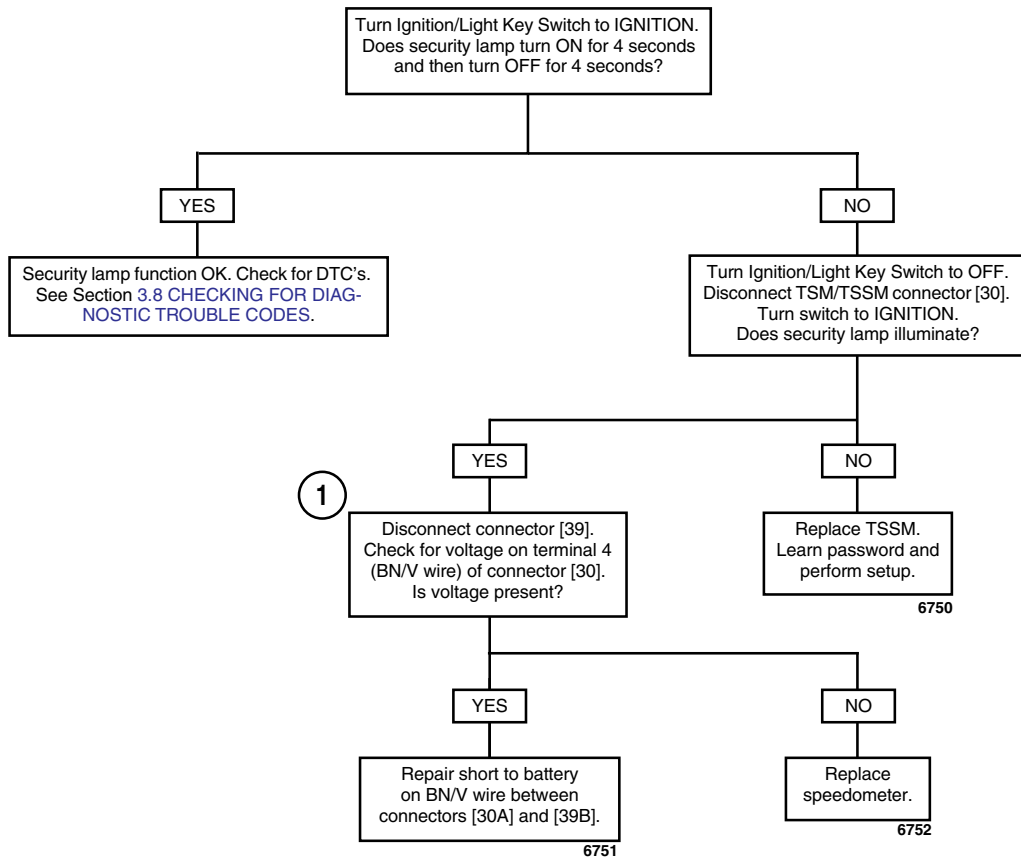 Turn Ignition/Light Key Switch to IGNITION.
Does security lamp turn ON for 4 seconds
and then turn OFF for 4 seconds?
YES
NO
Security lamp function OK. Check for DTC's.
See Section 3.8 CHECKING FOR DIAG-
NOSTIC TROUBLE CODES.
Turn Ignition/Light Key Switch to OFF.
Disconnect TSM/TSSM connector [30].
Turn switch to IGNITION.
Does security lamp illuminate?
YES
NO
1
Disconnect connector [39].
Check for voltage on terminal 4
(BN/V wire) of connector [30].
Is voltage present?
Replace TSSM.
Learn password and
perform setup.
6750
YES
NO
Repair short to battery
on BN/V wire between
connectors [30A] and [39B].
6751
Replace
speedometer.
6752